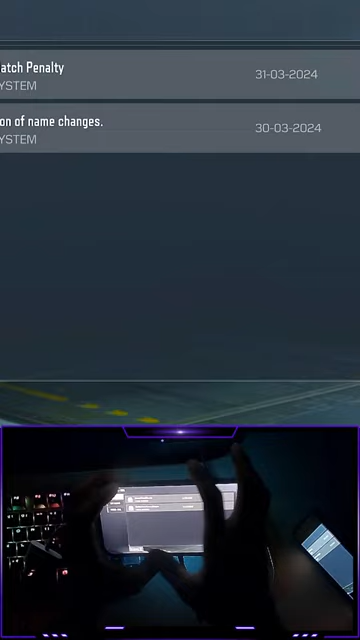 atch Penalty
31-03-2024
YSTEM
on of name changes.
30-03-2024
YSTEM